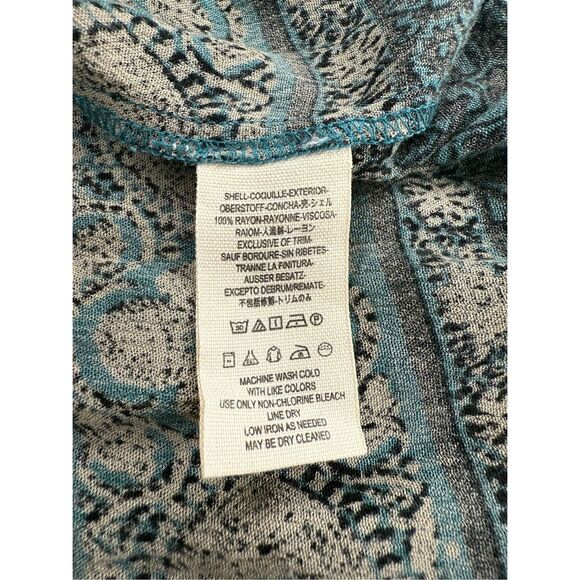 SHELL-COQUILLE-EXTERIOR-
OBERSTOFF-CONCHA-売-シェル
100% RAYON-RAYONNE-VISCOSA-
RAIOM-人造絲-レーヨン
EXCLUSIVE OF TRIM-
SAUF BORDURE-SIN RIBETES-
TRANNE LA FINITURA-
AUSSER BESATZ-
EXCEPTO DEBRUM/REMATE-
不包括修飾-トリムのみ
30 P
MACHINE WASH COLD
WITH LIKE COLORS
USE ONLY NON-CHLORINE BLEACH
LINE DRY
LOW IRON AS NEEDED
MAY BE DRY CLEANED